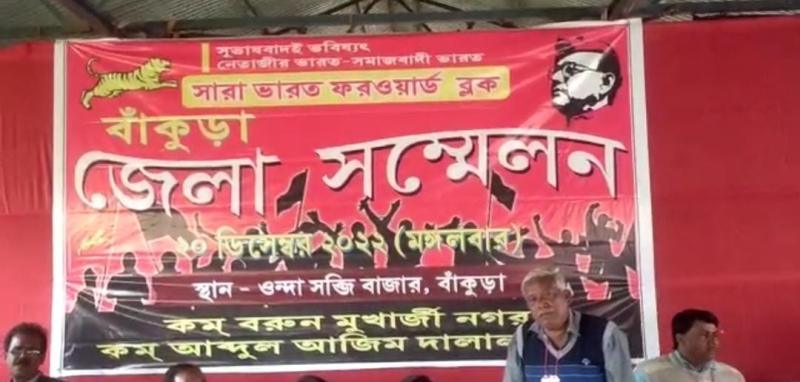 সুভাষবাদই ভবিষ্যৎ
নেতাজীর ভারত-সমাজবাদী ভারত
সারা ভারত ফরওয়ার্ড ব্লক
বাঁকুড়া
জেলা সম্মেলন
২০ ডিসেম্বর ২০২২ (মঙ্গলবার)
স্থান - ওন্দা সব্জি বাজার, বাঁকুড়া
কম্ বরুন মুখার্জী নগর
কম্ আব্দুল আজিম দালাল